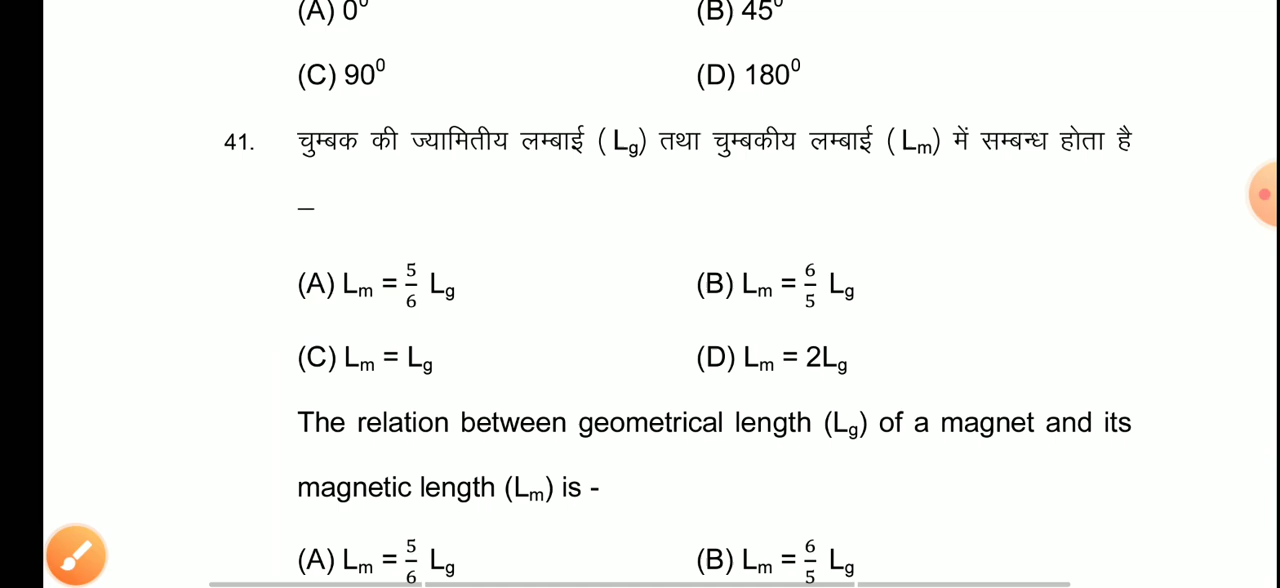 (A) 0⁰ (B) 45⁰
(C) 90⁰ (D) 180⁰
41. चुम्बक की ज्यामितीय लम्बाई ( Lg) तथा चुम्बकीय लम्बाई ( Lm) में सम्बन्ध होता है
–
(A) Lm = 5/6 Lg (B) Lm = 6/5 Lg
(C) Lm = Lg (D) Lm = 2Lg
The relation between geometrical length (Lg) of a magnet and its
magnetic length (Lm) is -
(A) Lm = 5/6 Lg (B) Lm = 6/5 Lg